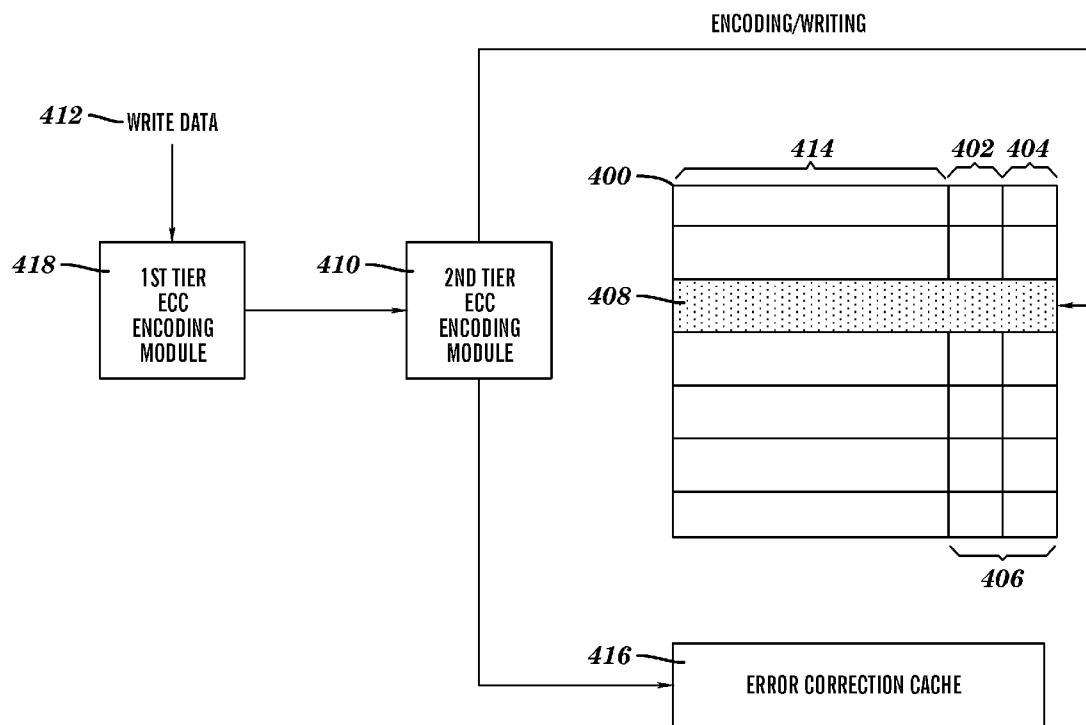 ENCODING/WRITING
412
WRITE DATA
414
402
404
400
418
1ST TIER
ECC
ENCODING
MODULE
410
2ND TIER
ECC
ENCODING
MODULE
408
406
416
ERROR CORRECTION CACHE